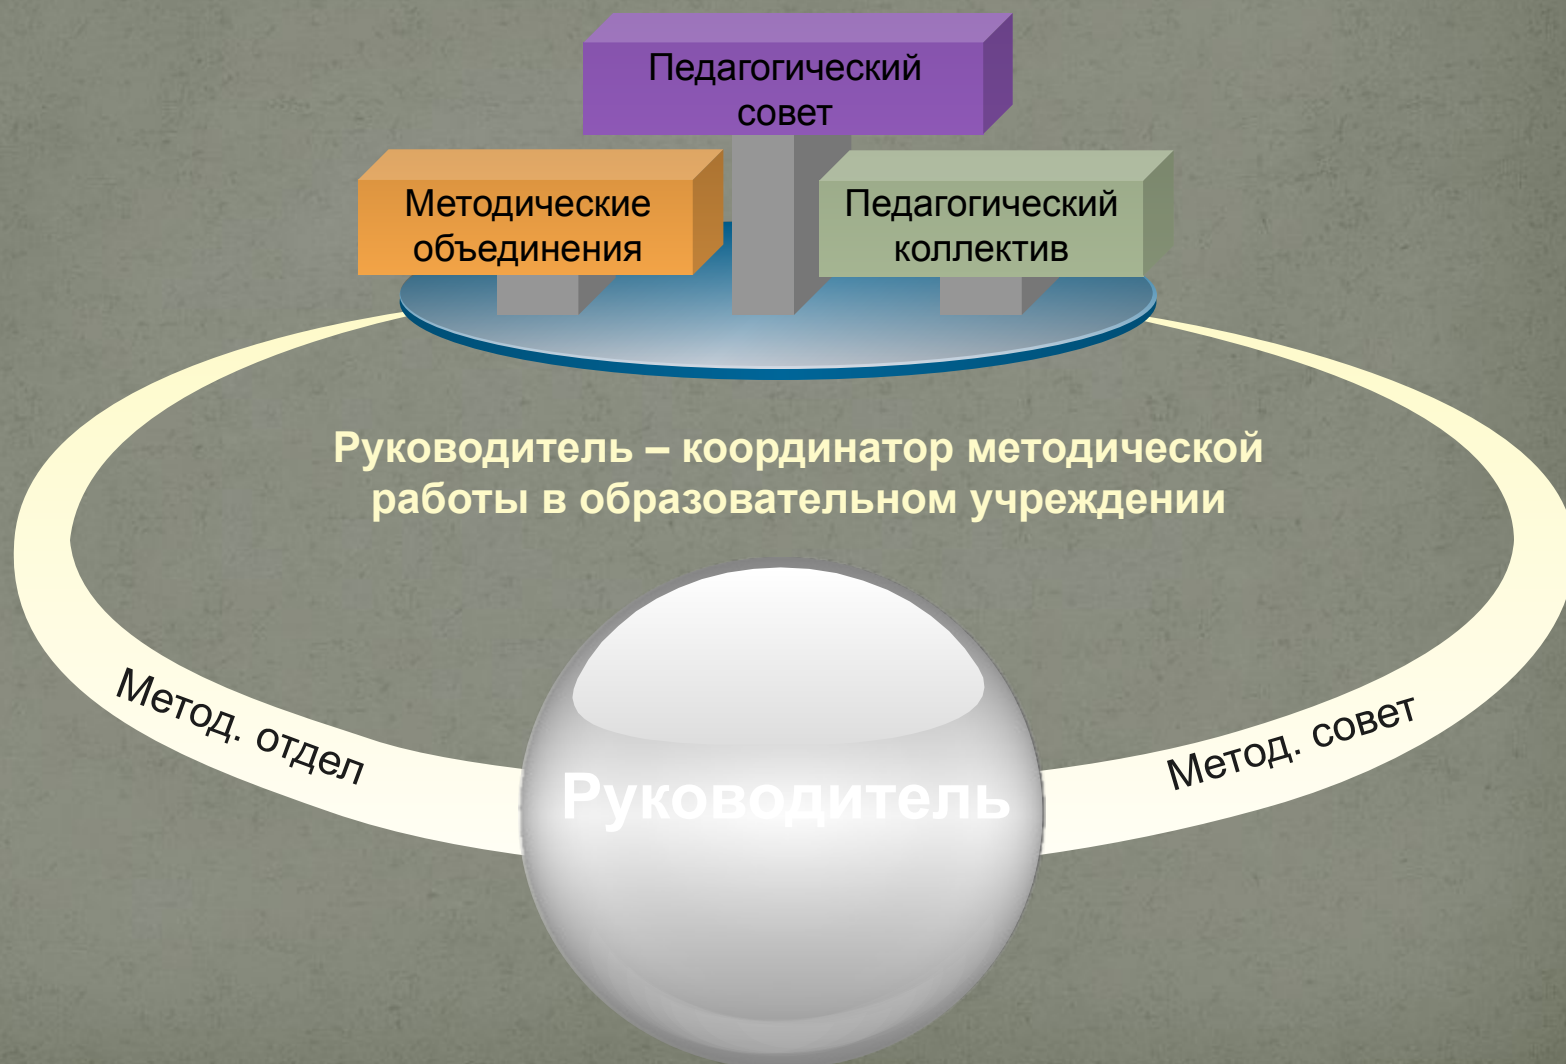 Педагогический
совет
Методические
объединения
Педагогический
коллектив
Руководитель – координатор методической
работы в образовательном учреждении
Метод. отдел
Метод. совет
Руководитель